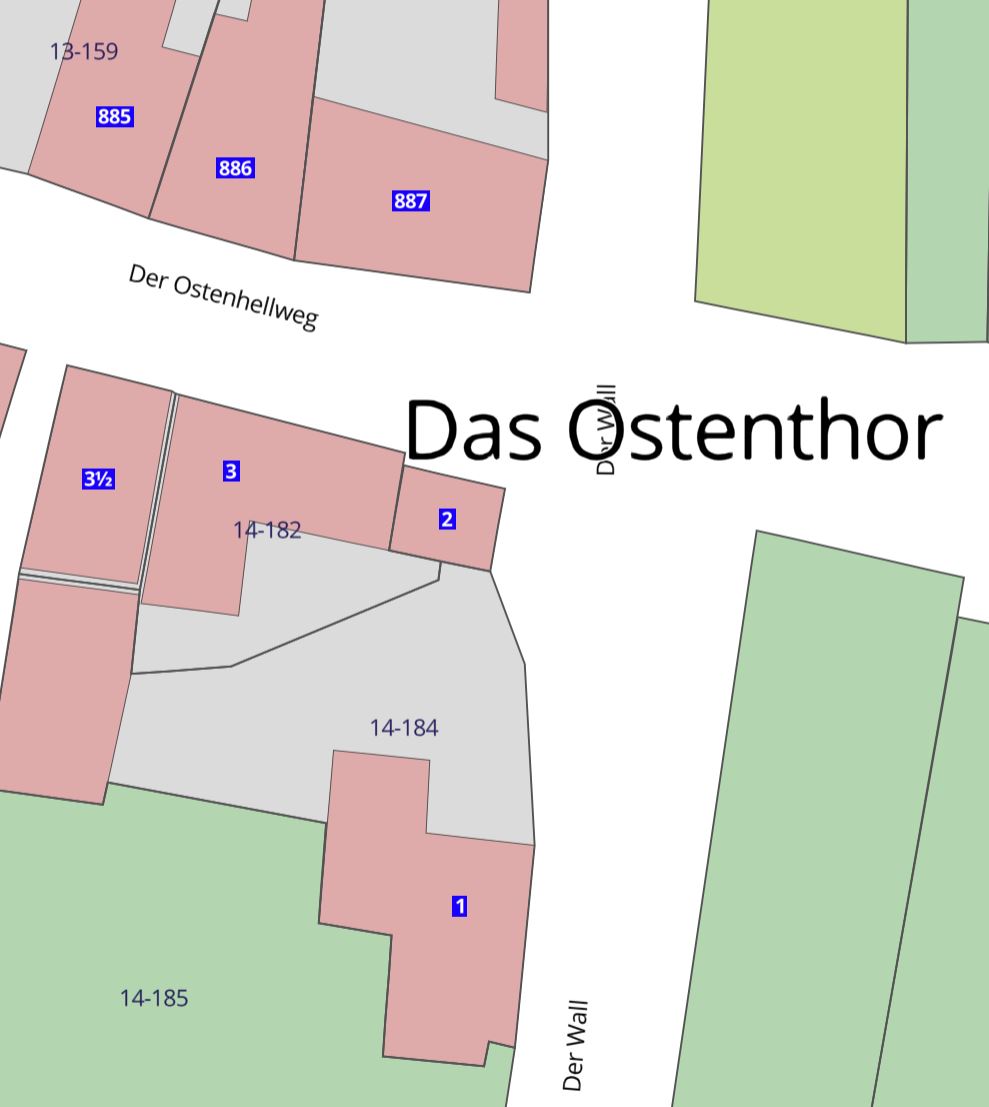 13-159
885
886
887
Der Ostenhellweg
Das Ostenthor
Der Wall
3½
3
2
14-182
14-184
1
14-185
Der Wall